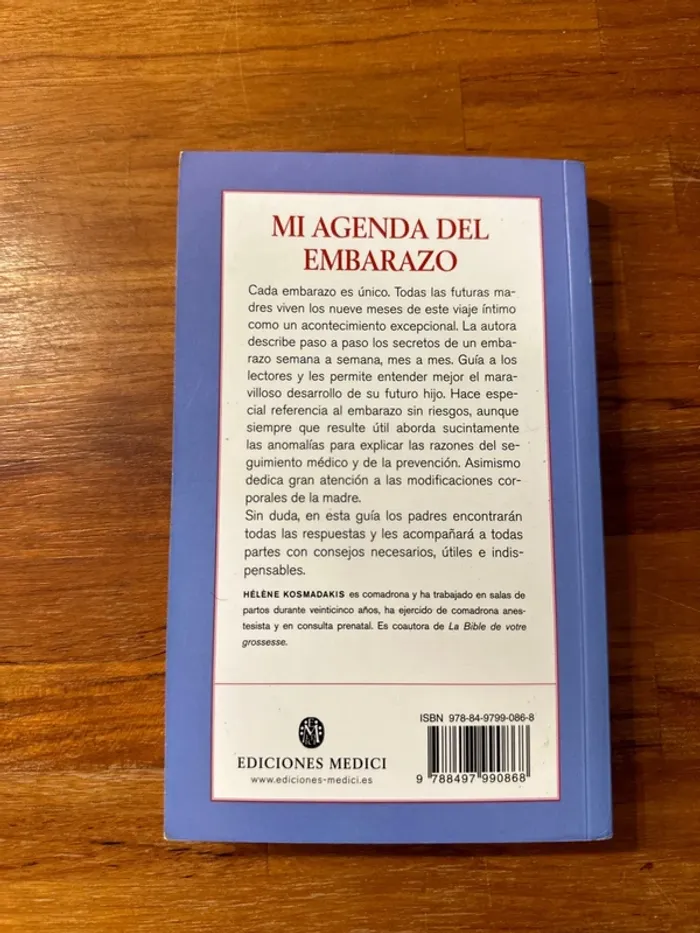 MI AGENDA DEL
EMBARAZO
Cada embarazo es único. Todas las futuras ma-
dres viven los nueve meses de este viaje íntimo
como un acontecimiento excepcional. La autora
describe paso a paso los secretos de un emba-
razo semana a semana, mes a mes. Guía a los
lectores y les permite entender mejor el mara-
villoso desarrollo de su futuro hijo. Hace espe-
cial referencia al embarazo sin riesgos, aunque
siempre que resulte útil aborda sucintamente
las anomalías para explicar las razones del se-
guimiento médico y de la prevención. Asimismo
dedica gran atención a las modificaciones cor-
porales de la madre.
Sin duda, en esta guía los padres encontrarán
todas las respuestas y les acompañará a todas
partes con consejos necesarios, útiles e indis-
pensables.
HÉLÈNE KOSMADAKIS es comadrona y ha trabajado en salas de
partos durante veinticinco años, ha ejercido de comadrona anes-
tesista y en consulta prenatal. Es coautora de La Bible de votre
grossesse.
EDICIONES MEDICI
www.ediciones-medici.es
ISBN 978-84-9799-086-8
9 788497 990868